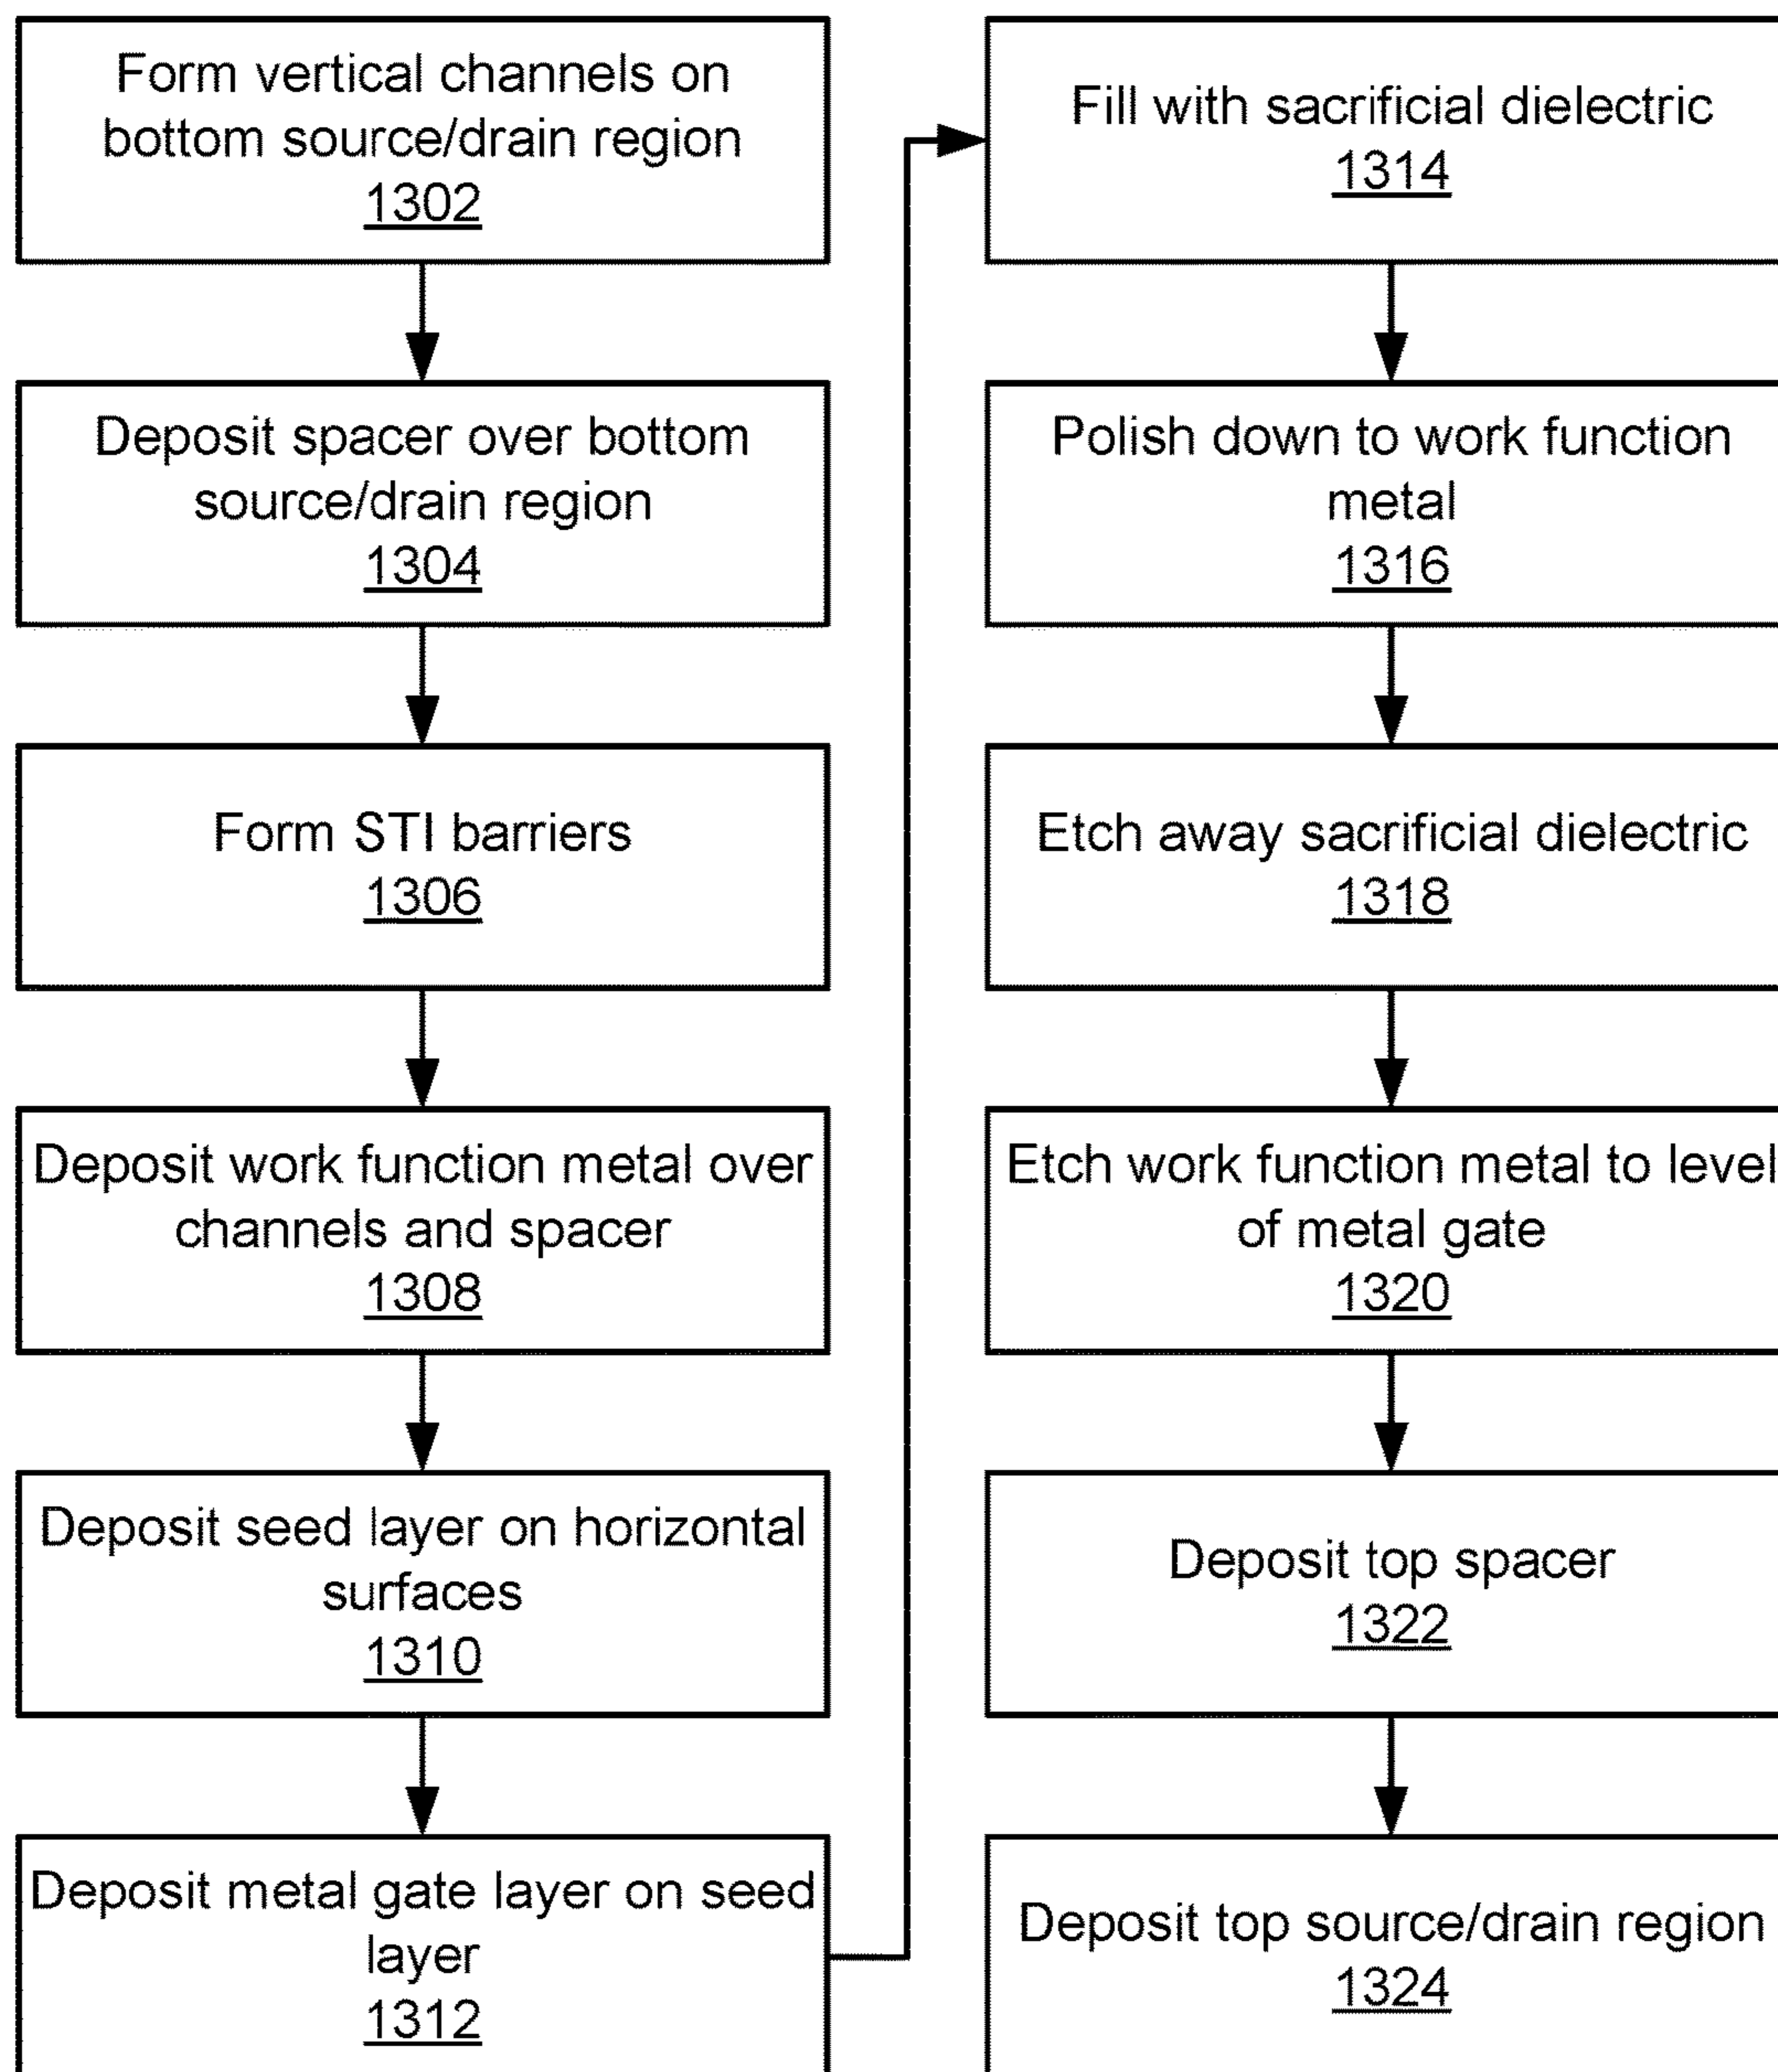 Form vertical channels on
bottom source/drain region
1302
Deposit spacer over bottom
source/drain region
1304
Form STI barriers
1306
Deposit work function metal over
channels and spacer
1308
Deposit seed layer on horizontal
surfaces
1310
Deposit metal gate layer on seed
layer
1312
Fill with sacrificial dielectric
1314
Polish down to work function
metal
1316
Etch away sacrificial dielectric
1318
Etch work function metal to level
of metal gate
1320
Deposit top spacer
1322
Deposit top source/drain region
1324